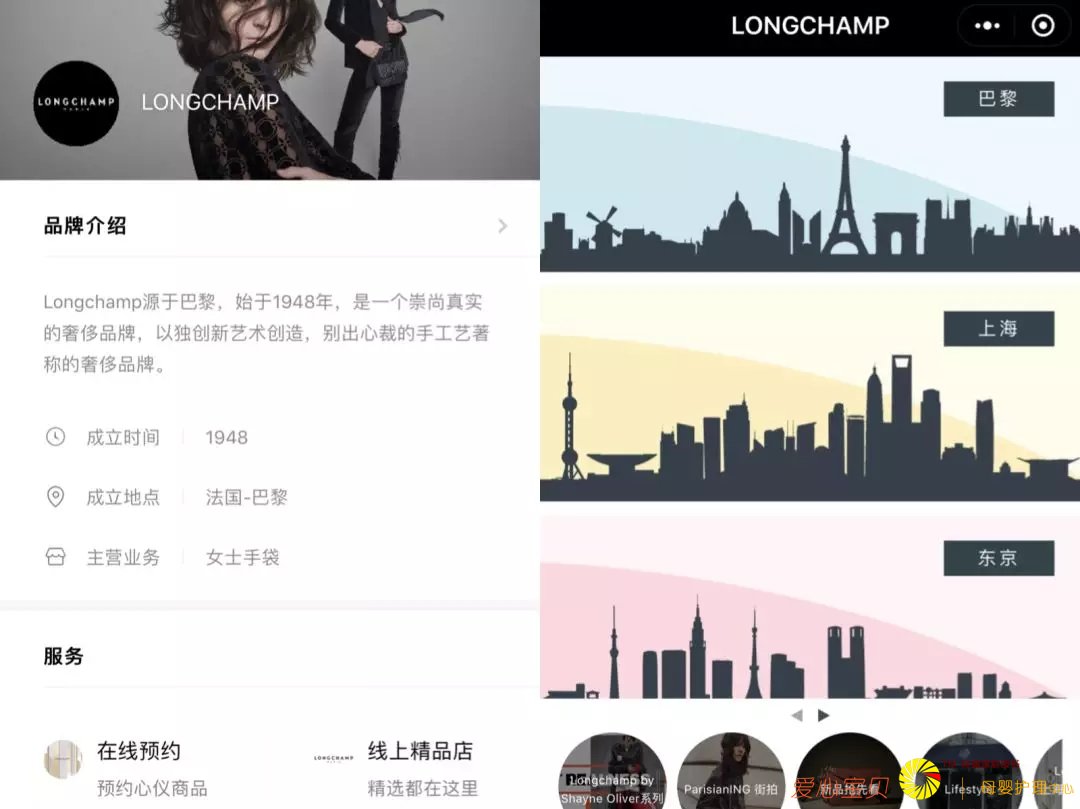 LONGCHAMP
PARIS
LONGCHAMP
品牌介绍
Longchamp源于巴黎，始于1948年，是一个崇尚真实
的奢侈品牌，以独创新艺术创造，别出心裁的手工艺著
称的奢侈品牌。
成立时间 | 1948
成立地点 | 法国-巴黎
主营业务 | 女士手袋
服务
在线预约
预约心仪商品
LONGCHAMP
线上精品店
精选都在这里
LONGCHAMP
巴黎
上海
东京
Longchamp by
Shayne Oliver系列
ParisianING 街拍
新品抢先看
Lifesty
爱心宝贝
母婴护理中心